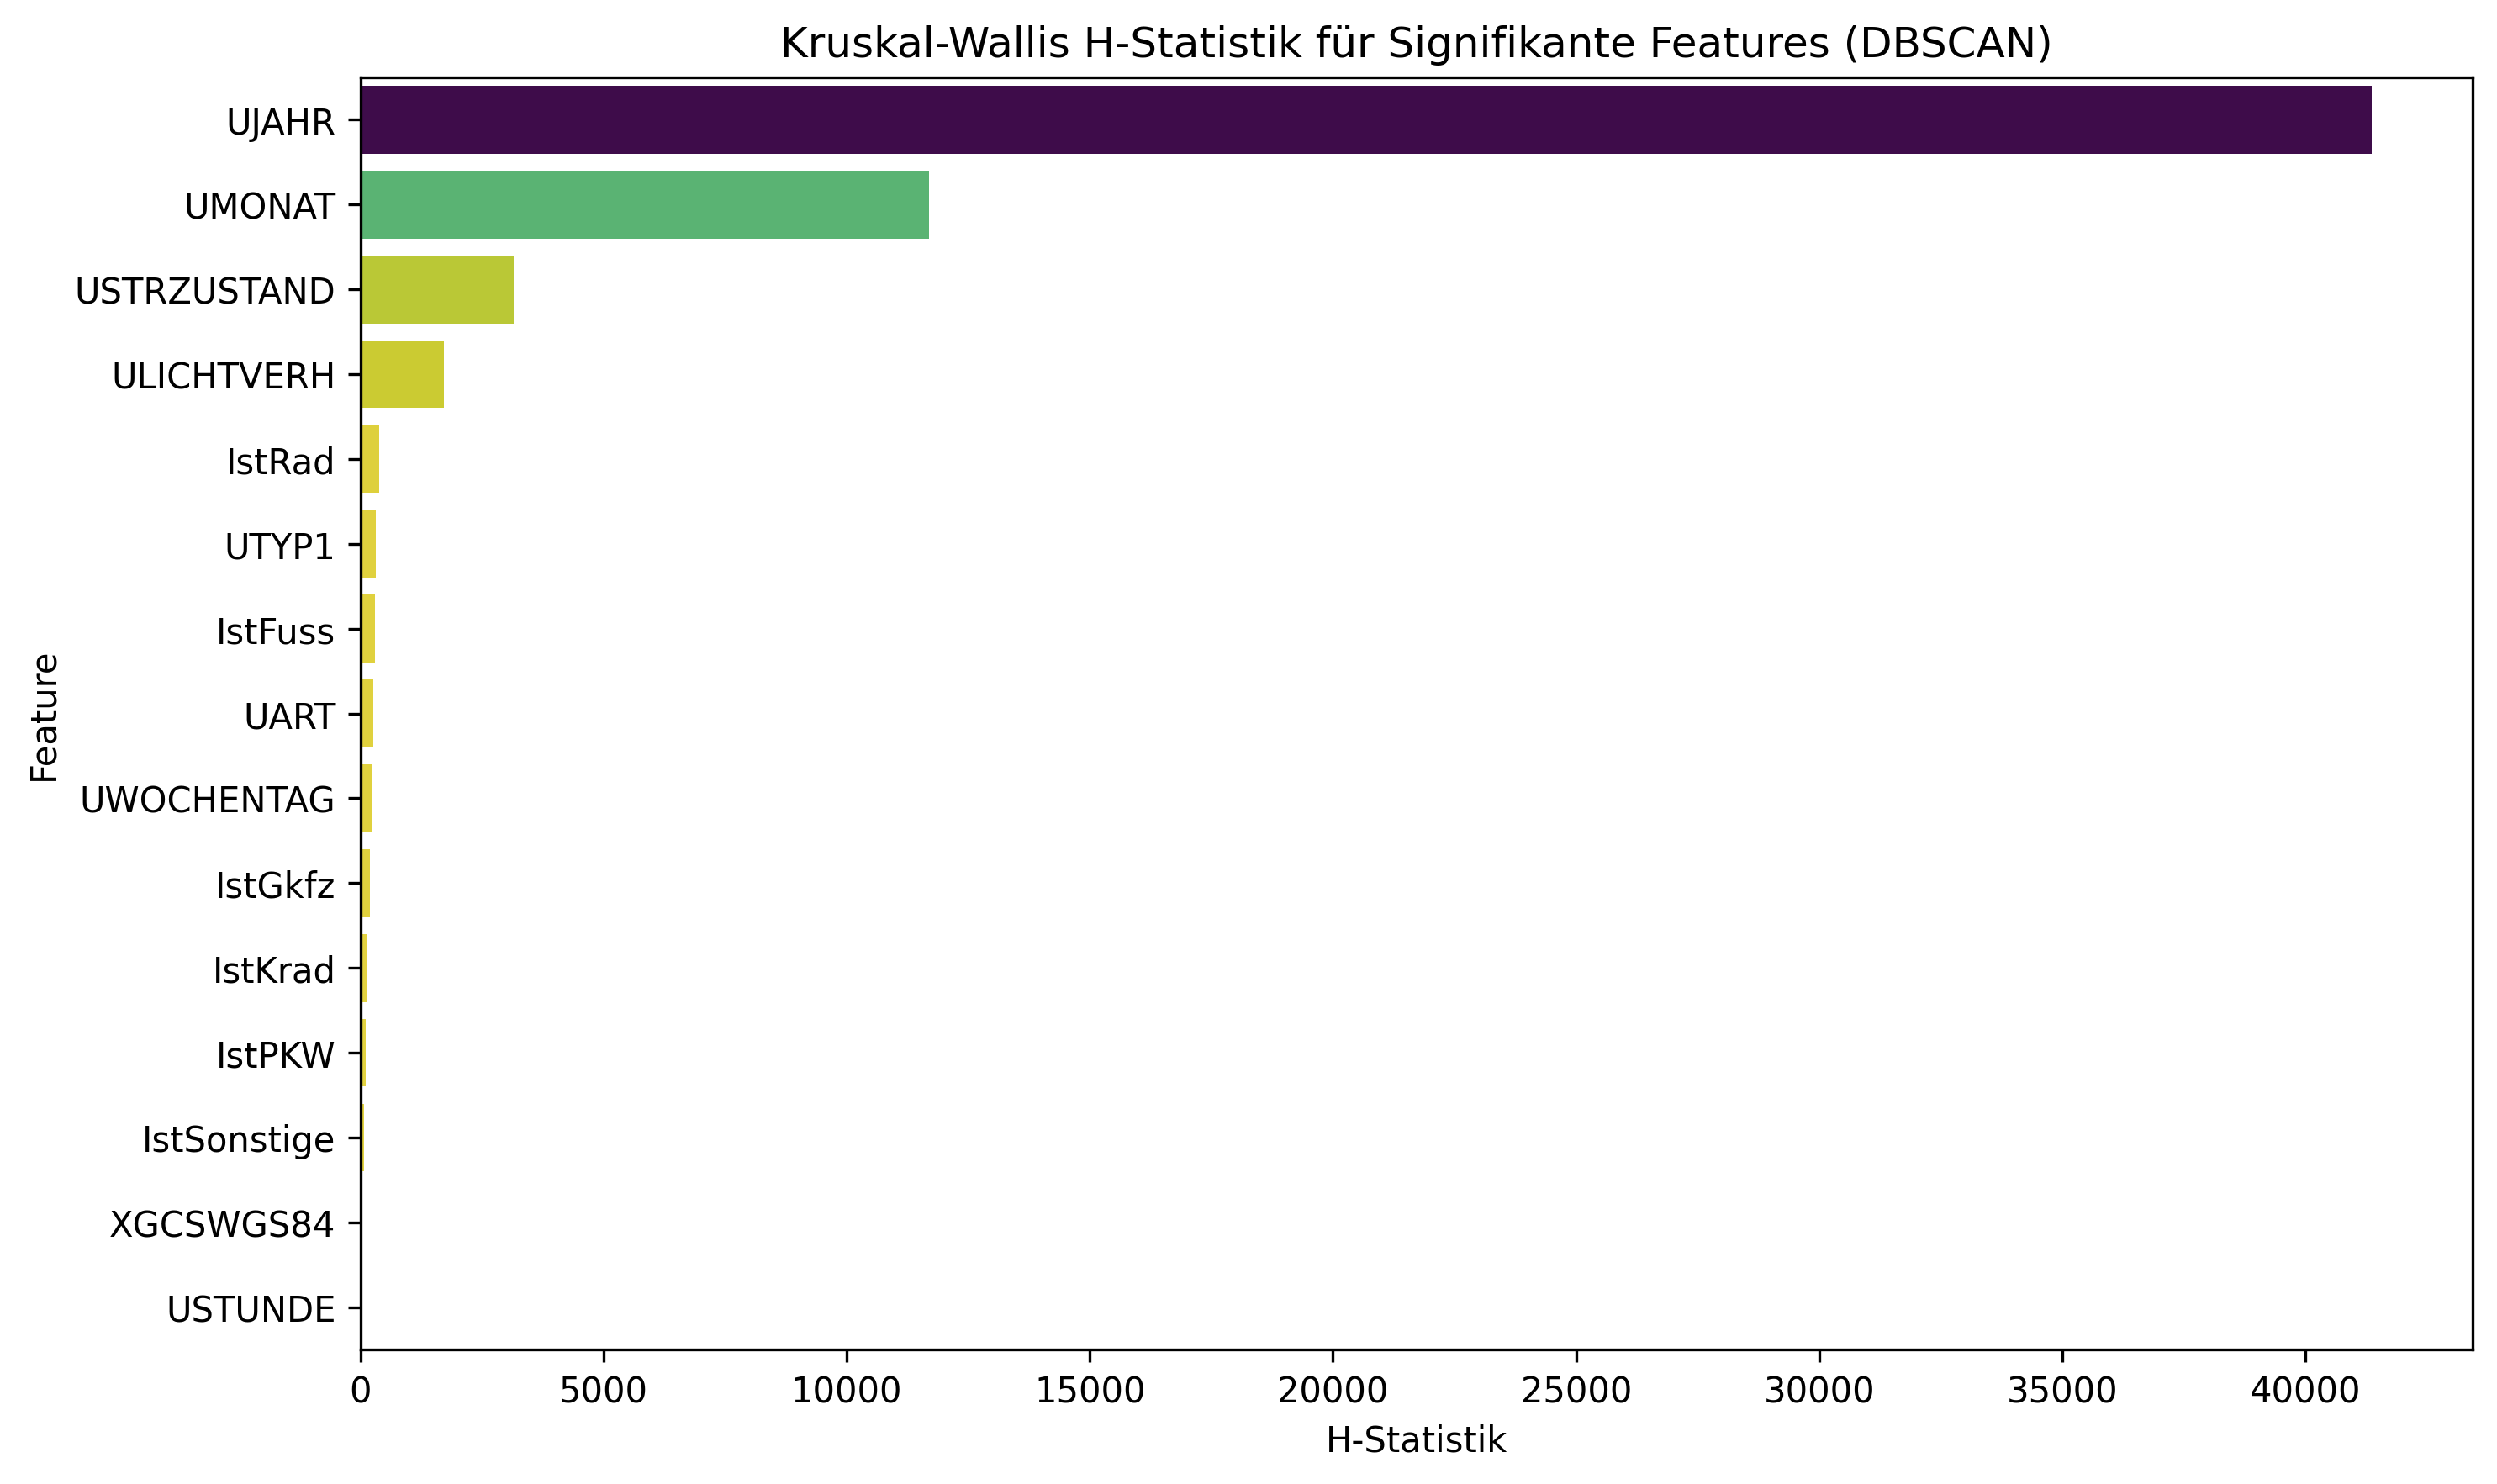 Kruskal-Wallis H-Statistik für Signifikante Features (DBSCAN)
UJAHR
UMONAT
USTRZUSTAND
ULICHTVERH
IstRad
UTYP1
IstFuss
UART
UWOCHENTAG
IstGkfz
IstKrad
IstPKW
IstSonstige
XGCSWGS84
USTUNDE
Feature
0 5000 10000 15000 20000 25000 30000 35000 40000
H-Statistik